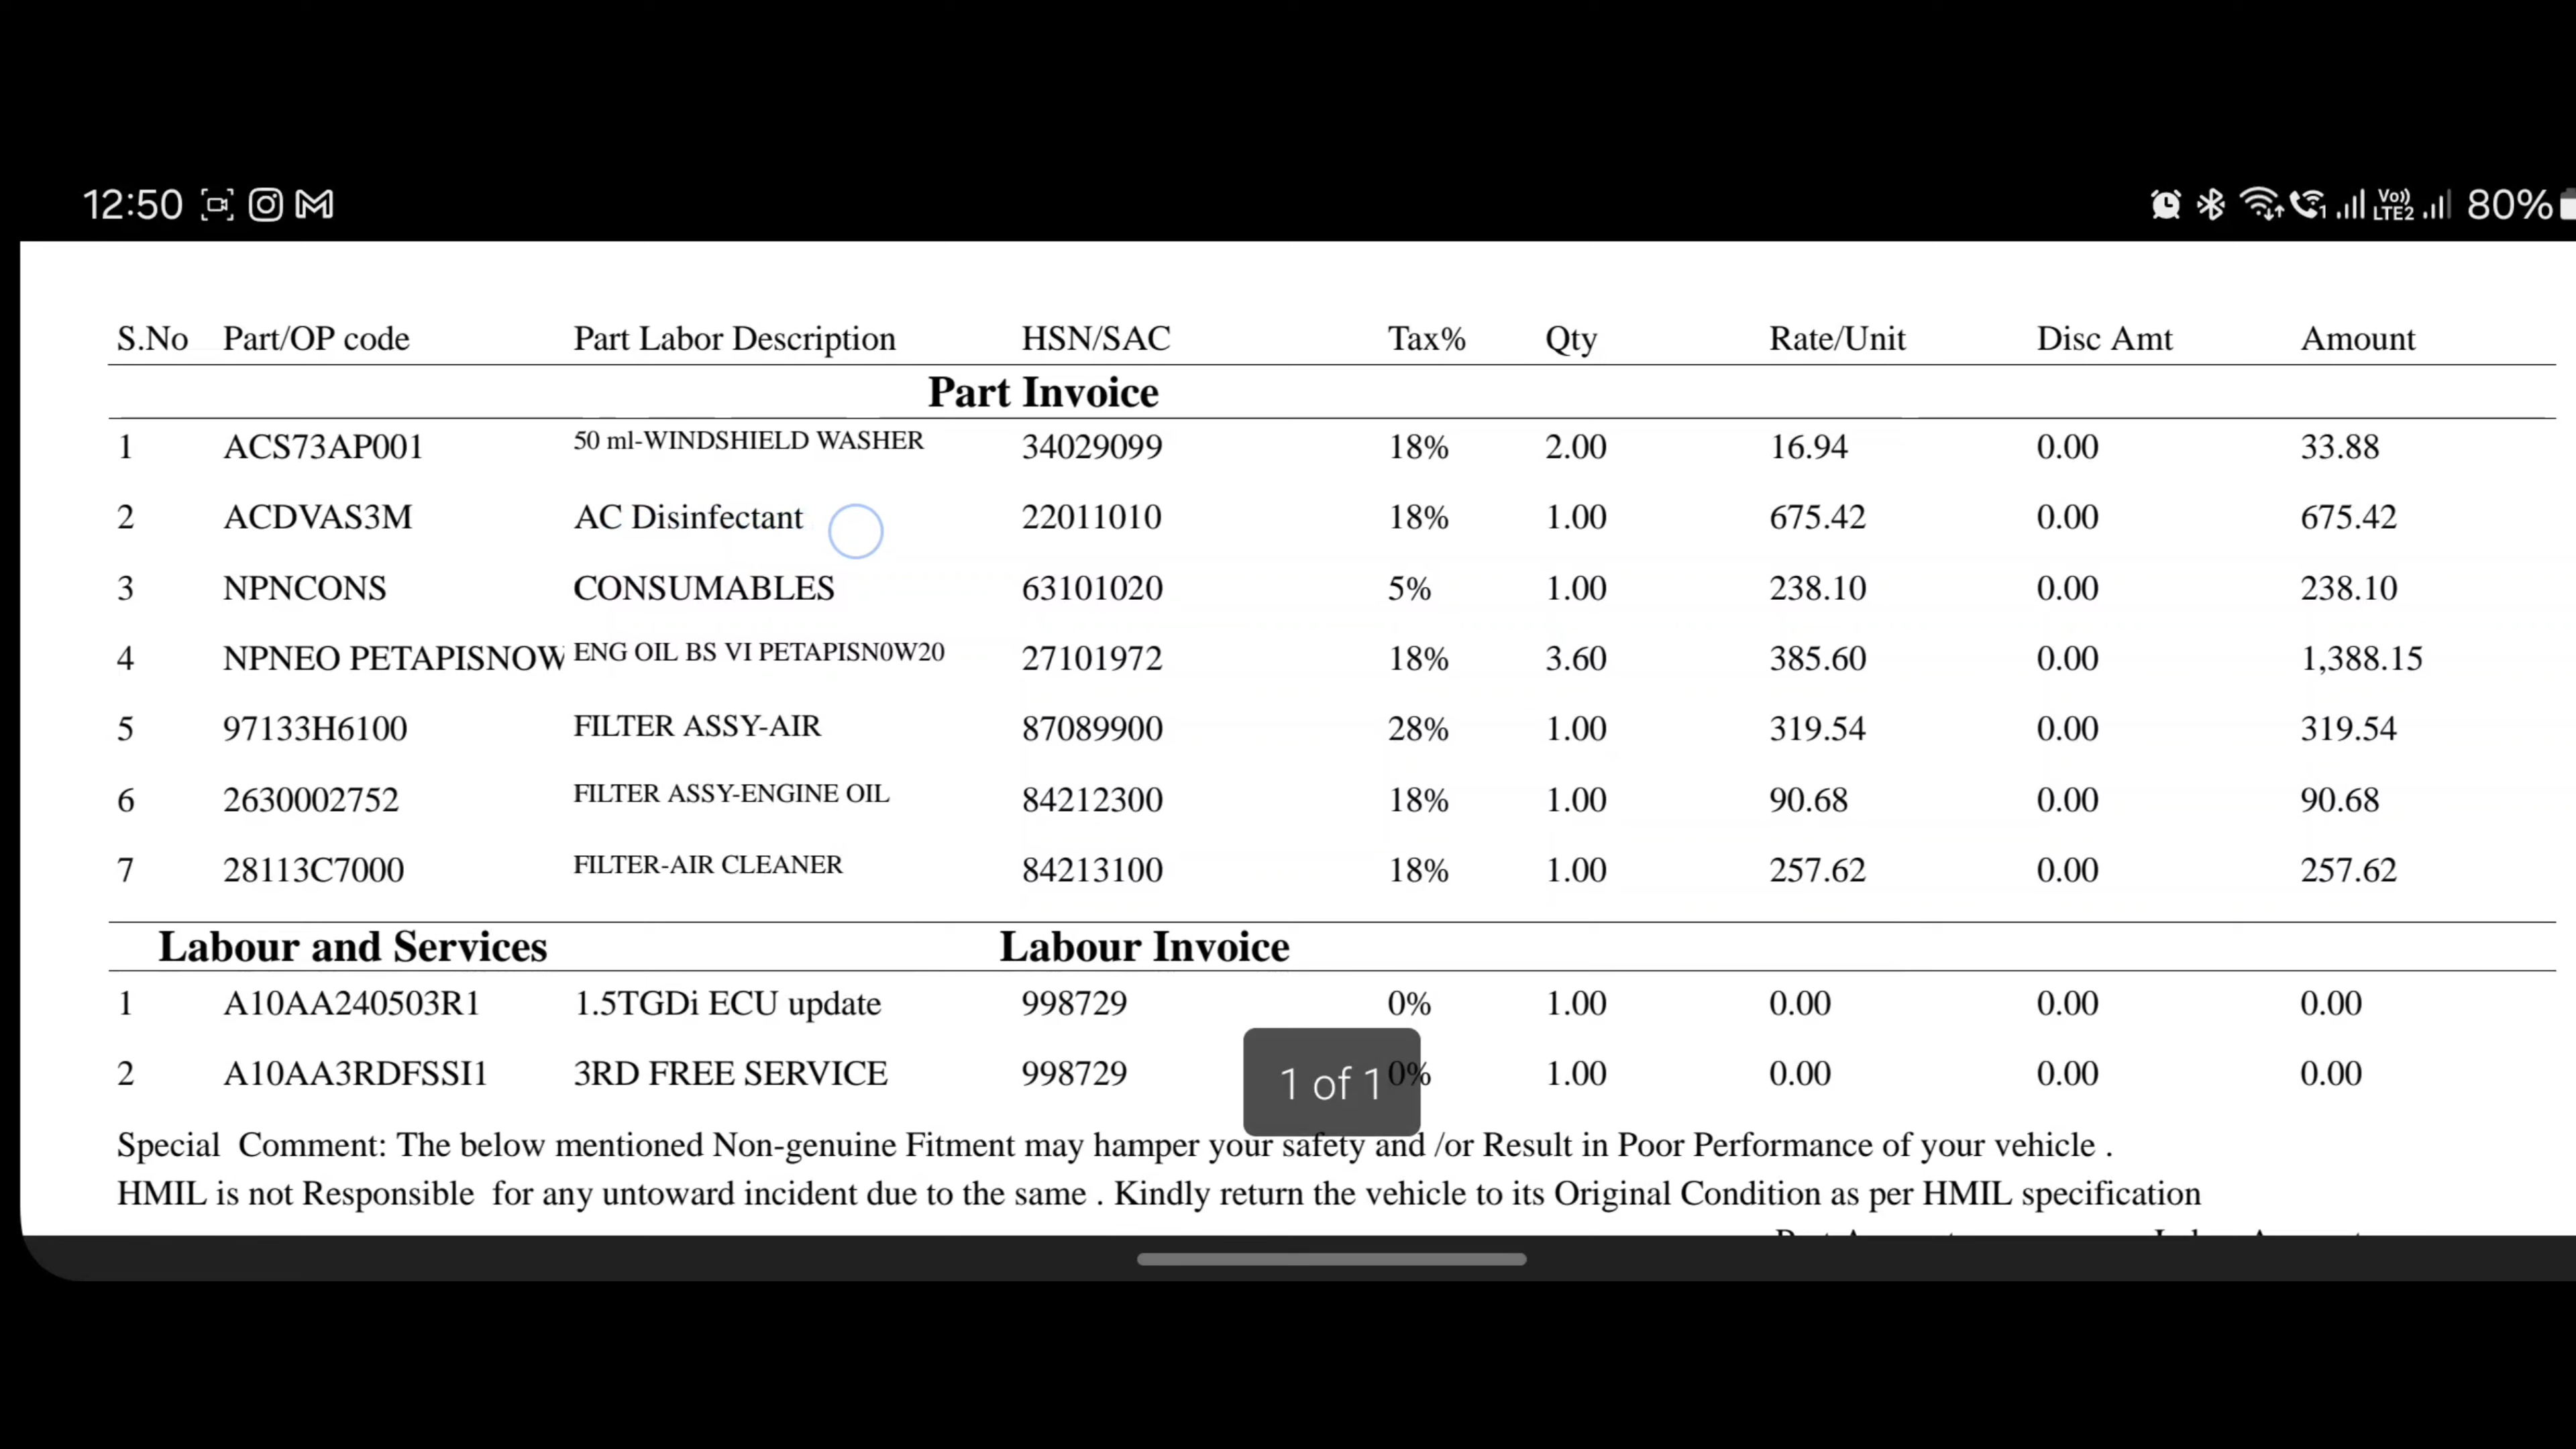 12:50 Vo)) LTE2 80%
S.No Part/OP code Part Labor Description HSN/SAC Tax% Qty Rate/Unit Disc Amt Amount
Part Invoice
1 ACS73AP001 50 ml-WINDSHIELD WASHER 34029099 18% 2.00 16.94 0.00 33.88
2 ACDVAS3M AC Disinfectant 22011010 18% 1.00 675.42 0.00 675.42
3 NPNCONS CONSUMABLES 63101020 5% 1.00 238.10 0.00 238.10
4 NPNEO PETAPISNOW ENG OIL BS VI PETAPISN0W20 27101972 18% 3.60 385.60 0.00 1,388.15
5 97133H6100 FILTER ASSY-AIR 87089900 28% 1.00 319.54 0.00 319.54
6 2630002752 FILTER ASSY-ENGINE OIL 84212300 18% 1.00 90.68 0.00 90.68
7 28113C7000 FILTER-AIR CLEANER 84213100 18% 1.00 257.62 0.00 257.62
Labour and Services Labour Invoice
1 A10AA240503R1 1.5TGDi ECU update 998729 0% 1.00 0.00 0.00 0.00
2 A10AA3RDFSSI1 3RD FREE SERVICE 998729 0% 1.00 0.00 0.00 0.00
1 of 1
Special Comment: The below mentioned Non-genuine Fitment may hamper your safety and /or Result in Poor Performance of your vehicle .
HMIL is not Responsible for any untoward incident due to the same . Kindly return the vehicle to its Original Condition as per HMIL specification